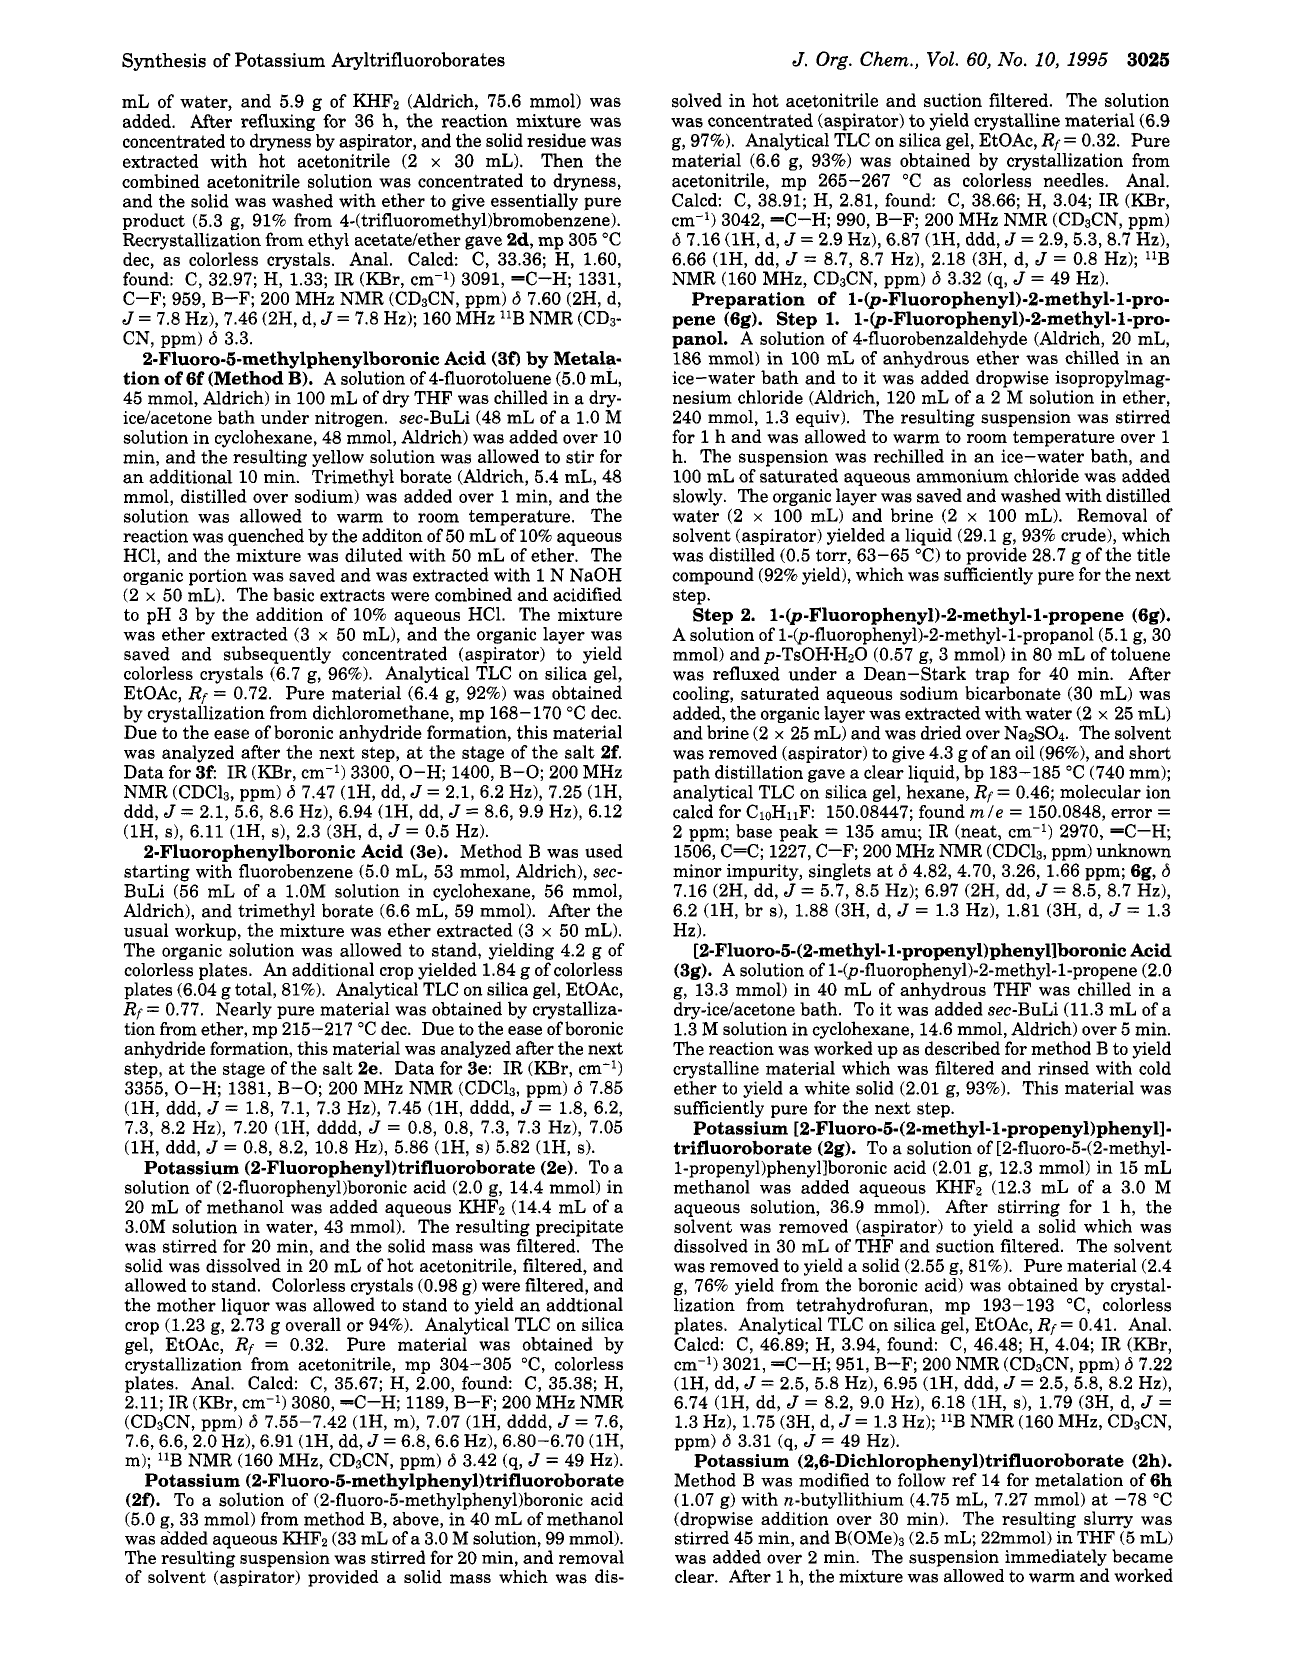 Synthesis of Potassium Aryltrifluoroborates
J. Org. Chem., Vol. 60, No. 10, 1995 3025
mL of water, and 5.9 g of KHF2 (Aldrich, 75.6 mmol) was
added. After refluxing for 36 h, the reaction mixture was
concentrated to dryness by aspirator, and the solid residue was
extracted with hot acetonitrile (2 × 30 mL). Then the
combined acetonitrile solution was concentrated to dryness,
and the solid was washed with ether to give essentially pure
product (5.3 g, 91% from 4-(trifluoromethyl)bromobenzene).
Recrystallization from ethyl acetate/ether gave 2d, mp 305 °C
dec, as colorless crystals. Anal. Calcd: C, 33.36; H, 1.60,
found: C, 32.97; H, 1.33; IR (KBr, cm−1) 3091, =C−H; 1331,
C−F; 959, B−F; 200 MHz NMR (CD3CN, ppm) δ 7.60 (2H, d,
J = 7.8 Hz), 7.46 (2H, d, J = 7.8 Hz); 160 MHz 11B NMR (CD3-
CN, ppm) δ 3.3.
2-Fluoro-5-methylphenylboronic Acid (3f) by Metala-
tion of 6f (Method B). A solution of 4-fluorotoluene (5.0 mL,
45 mmol, Aldrich) in 100 mL of dry THF was chilled in a dry-
ice/acetone bath under nitrogen. sec-BuLi (48 mL of a 1.0 M
solution in cyclohexane, 48 mmol, Aldrich) was added over 10
min, and the resulting yellow solution was allowed to stir for
an additional 10 min. Trimethyl borate (Aldrich, 5.4 mL, 48
mmol, distilled over sodium) was added over 1 min, and the
solution was allowed to warm to room temperature. The
reaction was quenched by the additon of 50 mL of 10% aqueous
HCl, and the mixture was diluted with 50 mL of ether. The
organic portion was saved and was extracted with 1 N NaOH
(2 × 50 mL). The basic extracts were combined and acidified
to pH 3 by the addition of 10% aqueous HCl. The mixture
was ether extracted (3 × 50 mL), and the organic layer was
saved and subsequently concentrated (aspirator) to yield
colorless crystals (6.7 g, 96%). Analytical TLC on silica gel,
EtOAc, Rf = 0.72. Pure material (6.4 g, 92%) was obtained
by crystallization from dichloromethane, mp 168−170 °C dec.
Due to the ease of boronic anhydride formation, this material
was analyzed after the next step, at the stage of the salt 2f.
Data for 3f: IR (KBr, cm−1) 3300, O−H; 1400, B−O; 200 MHz
NMR (CDCl3, ppm) δ 7.47 (1H, dd, J = 2.1, 6.2 Hz), 7.25 (1H,
ddd, J = 2.1, 5.6, 8.6 Hz), 6.94 (1H, dd, J = 8.6, 9.9 Hz), 6.12
(1H, s), 6.11 (1H, s), 2.3 (3H, d, J = 0.5 Hz).
2-Fluorophenylboronic Acid (3e). Method B was used
starting with fluorobenzene (5.0 mL, 53 mmol, Aldrich), sec-
BuLi (56 mL of a 1.0M solution in cyclohexane, 56 mmol,
Aldrich), and trimethyl borate (6.6 mL, 59 mmol). After the
usual workup, the mixture was ether extracted (3 × 50 mL).
The organic solution was allowed to stand, yielding 4.2 g of
colorless plates. An additional crop yielded 1.84 g of colorless
plates (6.04 g total, 81%). Analytical TLC on silica gel, EtOAc,
Rf = 0.77. Nearly pure material was obtained by crystalliza-
tion from ether, mp 215−217 °C dec. Due to the ease of boronic
anhydride formation, this material was analyzed after the next
step, at the stage of the salt 2e. Data for 3e: IR (KBr, cm−1)
3355, O−H; 1381, B−O; 200 MHz NMR (CDCl3, ppm) δ 7.85
(1H, ddd, J = 1.8, 7.1, 7.3 Hz), 7.45 (1H, dddd, J = 1.8, 6.2,
7.3, 8.2 Hz), 7.20 (1H, dddd, J = 0.8, 0.8, 7.3, 7.3 Hz), 7.05
(1H, ddd, J = 0.8, 8.2, 10.8 Hz), 5.86 (1H, s) 5.82 (1H, s).
Potassium (2-Fluorophenyl)trifluoroborate (2e). To a
solution of (2-fluorophenyl)boronic acid (2.0 g, 14.4 mmol) in
20 mL of methanol was added aqueous KHF2 (14.4 mL of a
3.0M solution in water, 43 mmol). The resulting precipitate
was stirred for 20 min, and the solid mass was filtered. The
solid was dissolved in 20 mL of hot acetonitrile, filtered, and
allowed to stand. Colorless crystals (0.98 g) were filtered, and
the mother liquor was allowed to stand to yield an addtional
crop (1.23 g, 2.73 g overall or 94%). Analytical TLC on silica
gel, EtOAc, Rf = 0.32. Pure material was obtained by
crystallization from acetonitrile, mp 304−305 °C, colorless
plates. Anal. Calcd: C, 35.67; H, 2.00, found: C, 35.38; H,
2.11; IR (KBr, cm−1) 3080, =C−H; 1189, B−F; 200 MHz NMR
(CD3CN, ppm) δ 7.55−7.42 (1H, m), 7.07 (1H, dddd, J = 7.6,
7.6, 6.6, 2.0 Hz), 6.91 (1H, dd, J = 6.8, 6.6 Hz), 6.80−6.70 (1H,
m); 11B NMR (160 MHz, CD3CN, ppm) δ 3.42 (q, J = 49 Hz).
Potassium (2-Fluoro-5-methylphenyl)trifluoroborate
(2f). To a solution of (2-fluoro-5-methylphenyl)boronic acid
(5.0 g, 33 mmol) from method B, above, in 40 mL of methanol
was added aqueous KHF2 (33 mL of a 3.0 M solution, 99 mmol).
The resulting suspension was stirred for 20 min, and removal
of solvent (aspirator) provided a solid mass which was dis-
solved in hot acetonitrile and suction filtered. The solution
was concentrated (aspirator) to yield crystalline material (6.9
g, 97%). Analytical TLC on silica gel, EtOAc, Rf = 0.32. Pure
material (6.6 g, 93%) was obtained by crystallization from
acetonitrile, mp 265−267 °C as colorless needles. Anal.
Calcd: C, 38.91; H, 2.81, found: C, 38.66; H, 3.04; IR (KBr,
cm−1) 3042, =C−H; 990, B−F; 200 MHz NMR (CD3CN, ppm)
δ 7.16 (1H, d, J = 2.9 Hz), 6.87 (1H, ddd, J = 2.9, 5.3, 8.7 Hz),
6.66 (1H, dd, J = 8.7, 8.7 Hz), 2.18 (3H, d, J = 0.8 Hz); 11B
NMR (160 MHz, CD3CN, ppm) δ 3.32 (q, J = 49 Hz).
Preparation of 1-(p-Fluorophenyl)-2-methyl-1-pro-
pene (6g). Step 1. 1-(p-Fluorophenyl)-2-methyl-1-pro-
panol. A solution of 4-fluorobenzaldehyde (Aldrich, 20 mL,
186 mmol) in 100 mL of anhydrous ether was chilled in an
ice−water bath and to it was added dropwise isopropylmag-
nesium chloride (Aldrich, 120 mL of a 2 M solution in ether,
240 mmol, 1.3 equiv). The resulting suspension was stirred
for 1 h and was allowed to warm to room temperature over 1
h. The suspension was rechilled in an ice−water bath, and
100 mL of saturated aqueous ammonium chloride was added
slowly. The organic layer was saved and washed with distilled
water (2 × 100 mL) and brine (2 × 100 mL). Removal of
solvent (aspirator) yielded a liquid (29.1 g, 93% crude), which
was distilled (0.5 torr, 63−65 °C) to provide 28.7 g of the title
compound (92% yield), which was sufficiently pure for the next
step.
Step 2. 1-(p-Fluorophenyl)-2-methyl-1-propene (6g).
A solution of 1-(p-fluorophenyl)-2-methyl-1-propanol (5.1 g, 30
mmol) and p-TsOH·H2O (0.57 g, 3 mmol) in 80 mL of toluene
was refluxed under a Dean−Stark trap for 40 min. After
cooling, saturated aqueous sodium bicarbonate (30 mL) was
added, the organic layer was extracted with water (2 × 25 mL)
and brine (2 × 25 mL) and was dried over Na2SO4. The solvent
was removed (aspirator) to give 4.3 g of an oil (96%), and short
path distillation gave a clear liquid, bp 183−185 °C (740 mm);
analytical TLC on silica gel, hexane, Rf = 0.46; molecular ion
calcd for C10H11F: 150.08447; found m/e = 150.0848, error =
2 ppm; base peak = 135 amu; IR (neat, cm−1) 2970, =C−H;
1506, C=C; 1227, C−F; 200 MHz NMR (CDCl3, ppm) unknown
minor impurity, singlets at δ 4.82, 4.70, 3.26, 1.66 ppm; 6g, δ
7.16 (2H, dd, J = 5.7, 8.5 Hz); 6.97 (2H, dd, J = 8.5, 8.7 Hz),
6.2 (1H, br s), 1.88 (3H, d, J = 1.3 Hz), 1.81 (3H, d, J = 1.3
Hz).
[2-Fluoro-5-(2-methyl-1-propenyl)phenyl]boronic Acid
(3g). A solution of 1-(p-fluorophenyl)-2-methyl-1-propene (2.0
g, 13.3 mmol) in 40 mL of anhydrous THF was chilled in a
dry-ice/acetone bath. To it was added sec-BuLi (11.3 mL of a
1.3 M solution in cyclohexane, 14.6 mmol, Aldrich) over 5 min.
The reaction was worked up as described for method B to yield
crystalline material which was filtered and rinsed with cold
ether to yield a white solid (2.01 g, 93%). This material was
sufficiently pure for the next step.
Potassium [2-Fluoro-5-(2-methyl-1-propenyl)phenyl]-
trifluoroborate (2g). To a solution of [2-fluoro-5-(2-methyl-
1-propenyl)phenyl]boronic acid (2.01 g, 12.3 mmol) in 15 mL
methanol was added aqueous KHF2 (12.3 mL of a 3.0 M
aqueous solution, 36.9 mmol). After stirring for 1 h, the
solvent was removed (aspirator) to yield a solid which was
dissolved in 30 mL of THF and suction filtered. The solvent
was removed to yield a solid (2.55 g, 81%). Pure material (2.4
g, 76% yield from the boronic acid) was obtained by crystal-
lization from tetrahydrofuran, mp 193−193 °C, colorless
plates. Analytical TLC on silica gel, EtOAc, Rf = 0.41. Anal.
Calcd: C, 46.89; H, 3.94, found: C, 46.48; H, 4.04; IR (KBr,
cm−1) 3021, =C−H; 951, B−F; 200 NMR (CD3CN, ppm) δ 7.22
(1H, dd, J = 2.5, 5.8 Hz), 6.95 (1H, ddd, J = 2.5, 5.8, 8.2 Hz),
6.74 (1H, dd, J = 8.2, 9.0 Hz), 6.18 (1H, s), 1.79 (3H, d, J =
1.3 Hz), 1.75 (3H, d, J = 1.3 Hz); 11B NMR (160 MHz, CD3CN,
ppm) δ 3.31 (q, J = 49 Hz).
Potassium (2,6-Dichlorophenyl)trifluoroborate (2h).
Method B was modified to follow ref 14 for metalation of 6h
(1.07 g) with n-butyllithium (4.75 mL, 7.27 mmol) at −78 °C
(dropwise addition over 30 min). The resulting slurry was
stirred 45 min, and B(OMe)3 (2.5 mL; 22mmol) in THF (5 mL)
was added over 2 min. The suspension immediately became
clear. After 1 h, the mixture was allowed to warm and worked